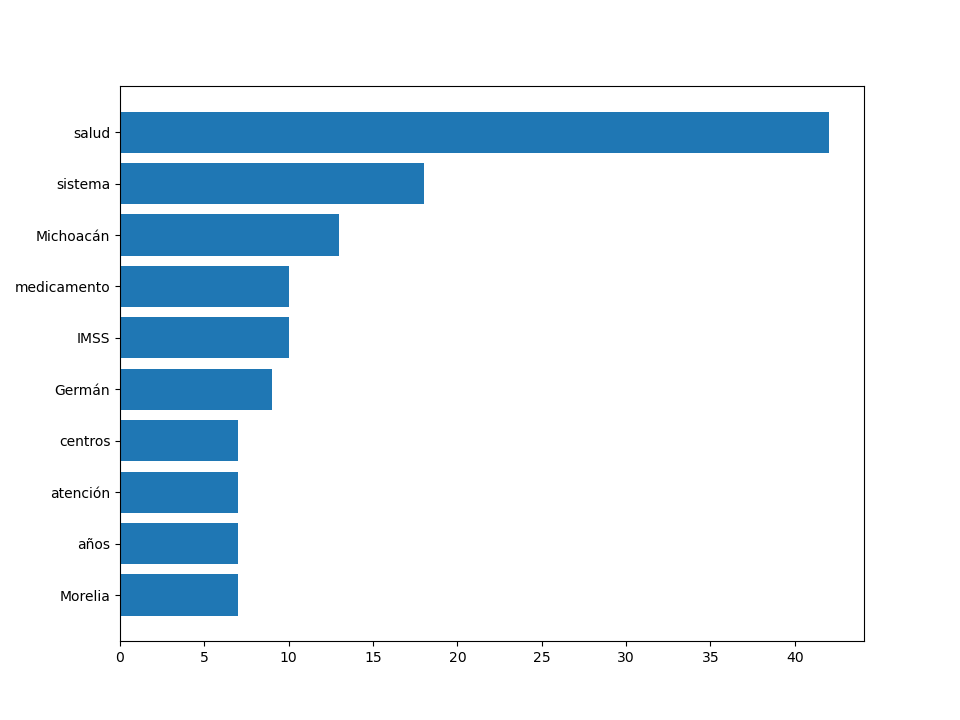 salud
sistema
Michoacán
medicamento
IMSS
Germán
centros
atención
años
Morelia
0 5 10 15 20 25 30 35 40